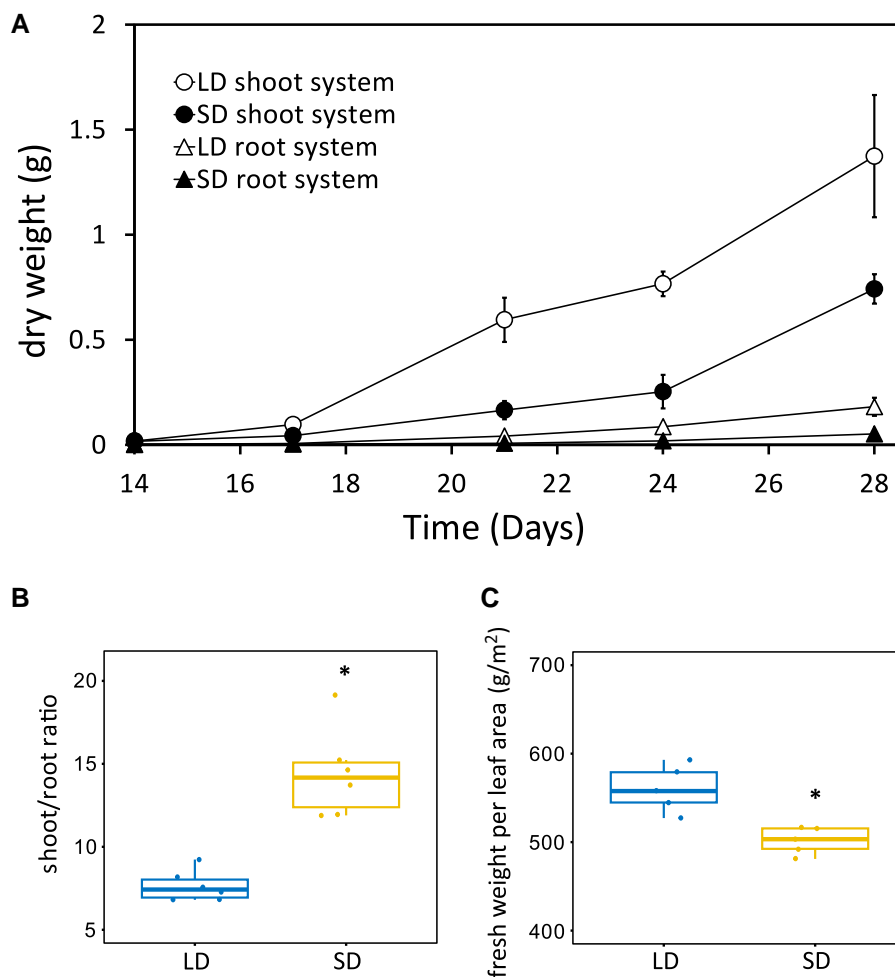 A
2
1.5
1
0.5
0
dry weight (g)
LD shoot system
SD shoot system
LD root system
SD root system
14 16 18 20 22 24 26 28
Time (Days)
B
20
15
10
5
shoot/root ratio
*
LD SD
C
700
600
500
400
fresh weight per leaf area (g/m²)
*
LD SD